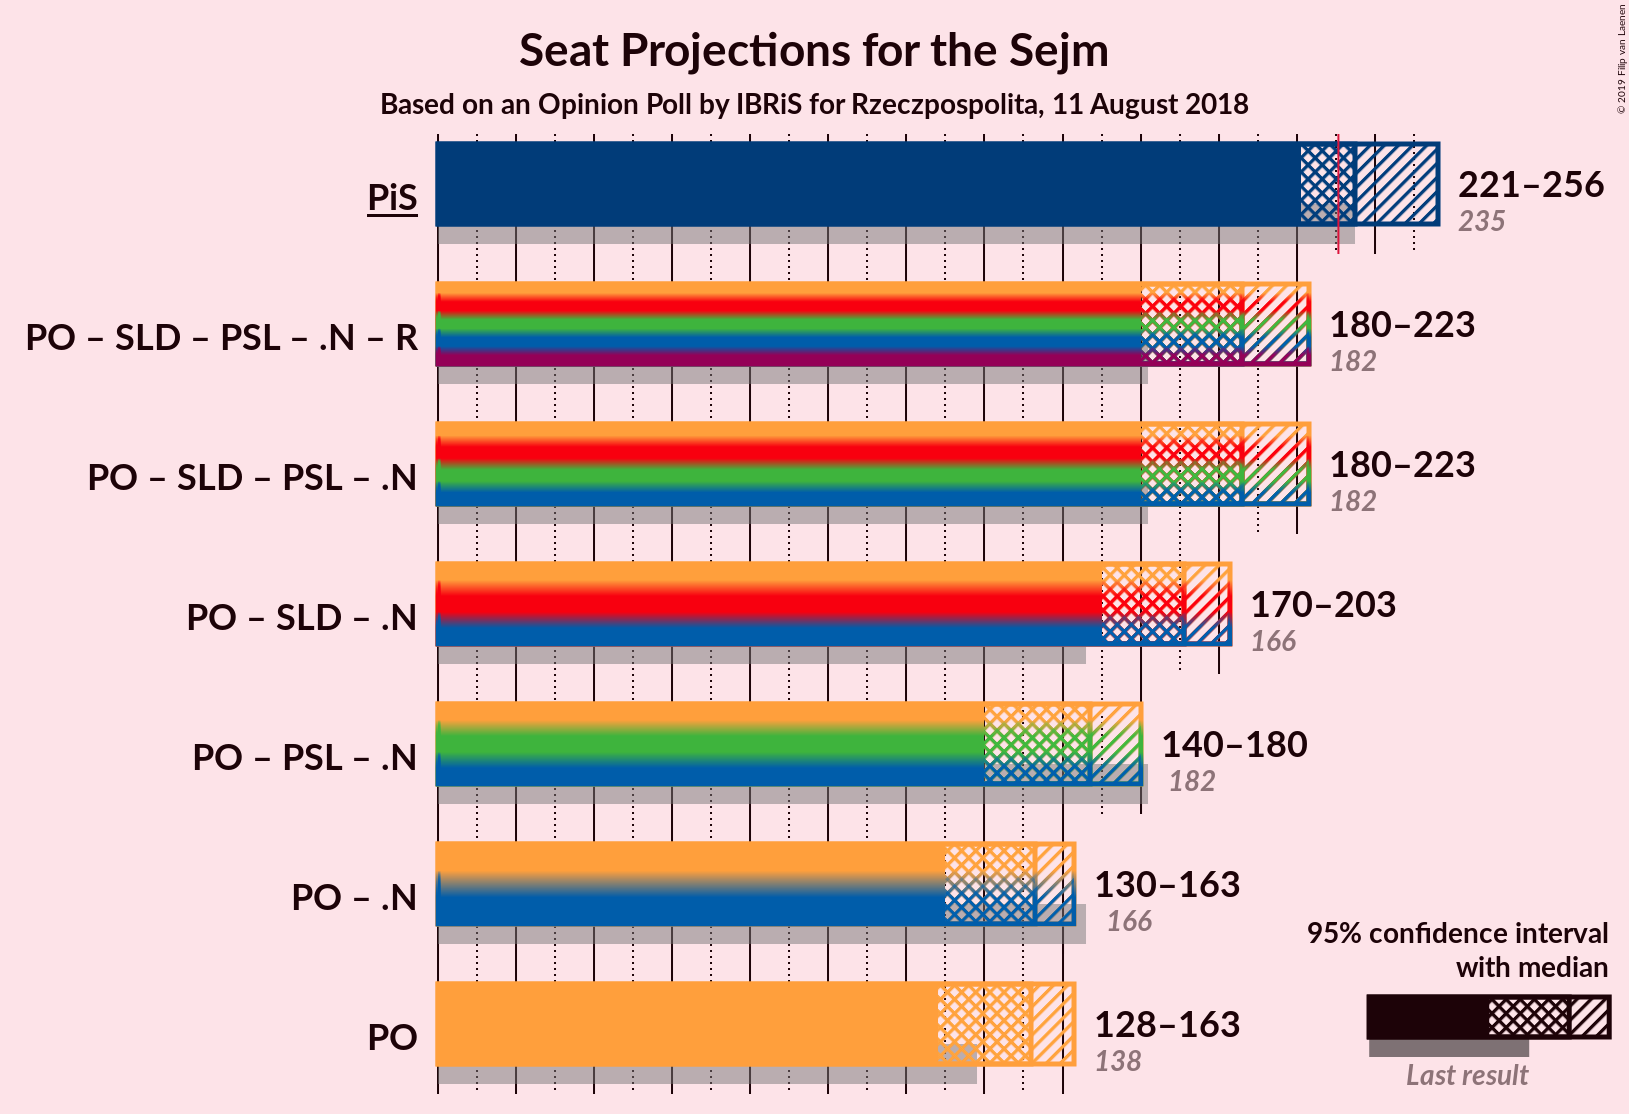 Seat Projections for the Sejm
Based on an Opinion Poll by IBRiS for Rzeczpospolita, 11 August 2018
© 2019 Filip van Laenen
PiS
221–256
235
PO – SLD – PSL – .N – R
180–223
182
PO – SLD – PSL – .N
180–223
182
PO – SLD – .N
170–203
166
PO – PSL – .N
140–180
182
PO – .N
130–163
166
PO
128–163
138
95% confidence interval
with median
Last result